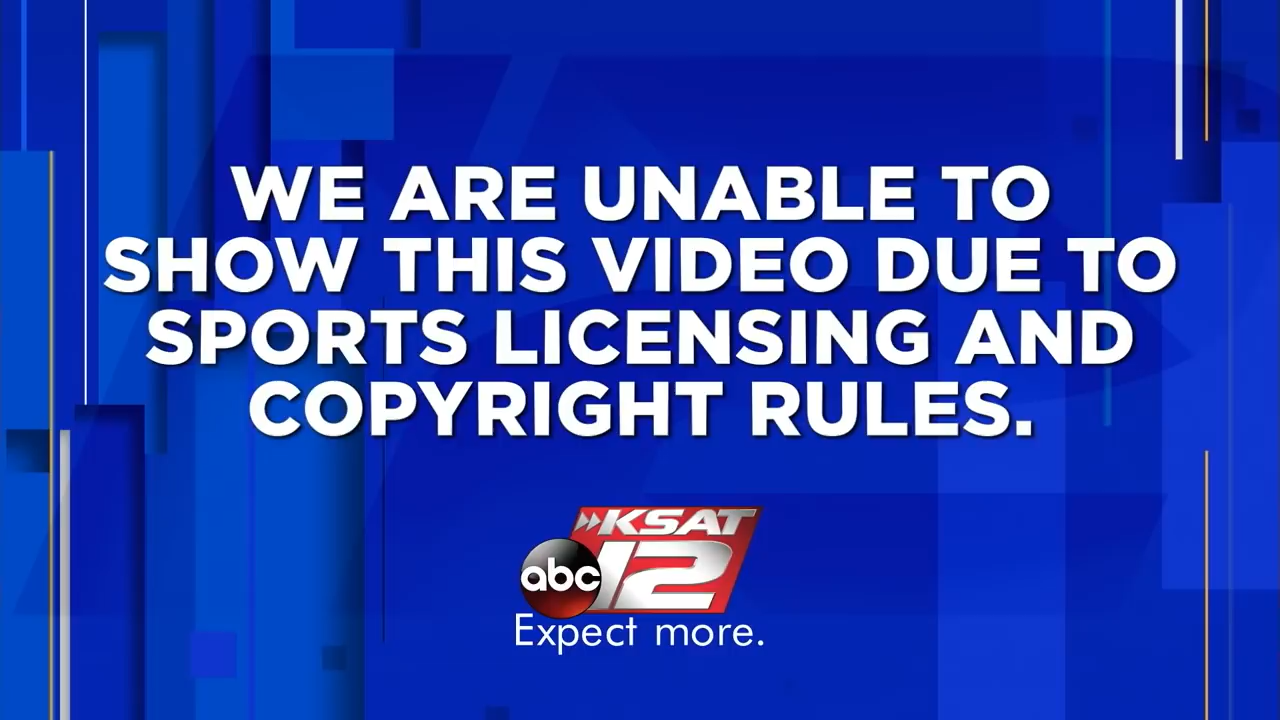 WE ARE UNABLE TO
SHOW THIS VIDEO DUE TO
SPORTS LICENSING AND
COPYRIGHT RULES.
KSAT
abc 12
Expect more.